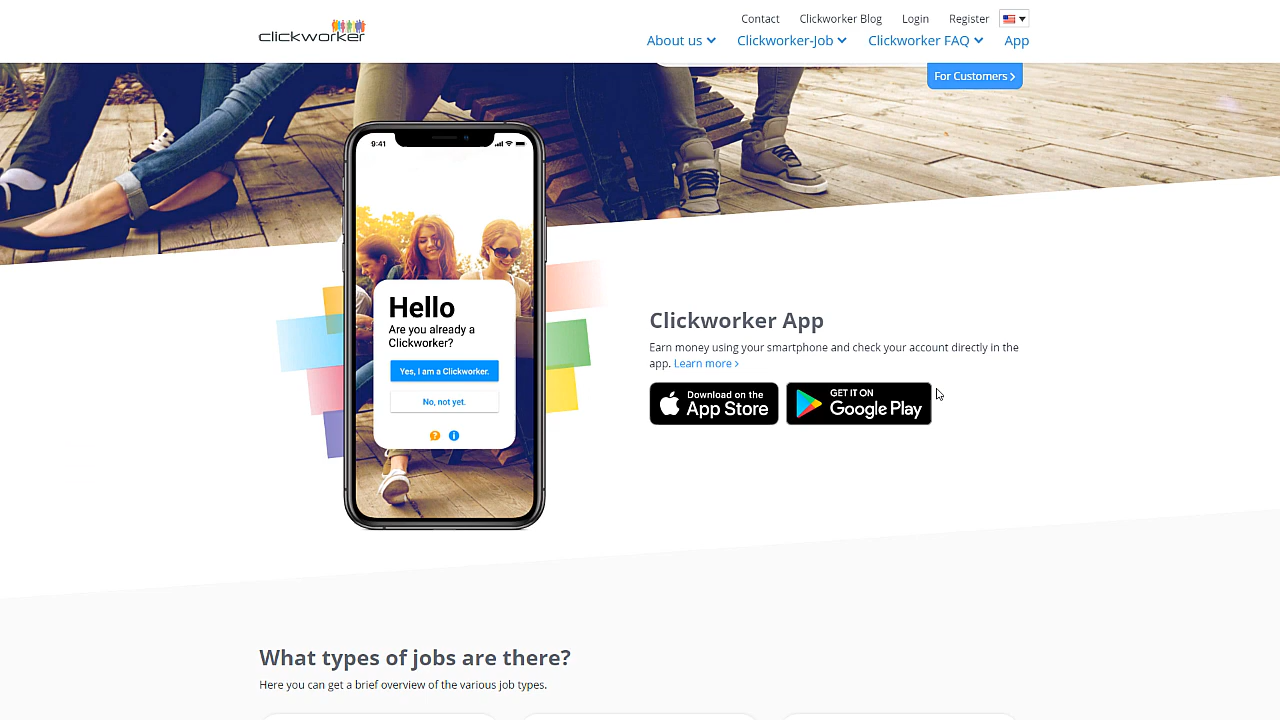 clickworker
Contact Clickworker Blog Login Register
About us Clickworker-Job Clickworker FAQ App
For Customers
9:41
Hello
Are you already a
Clickworker?
Yes, I am a Clickworker.
No, not yet.
?
i
Clickworker App
Earn money using your smartphone and check your account directly in the
app. Learn more
Download on the
App Store
GET IT ON
Google Play
What types of jobs are there?
Here you can get a brief overview of the various job types.